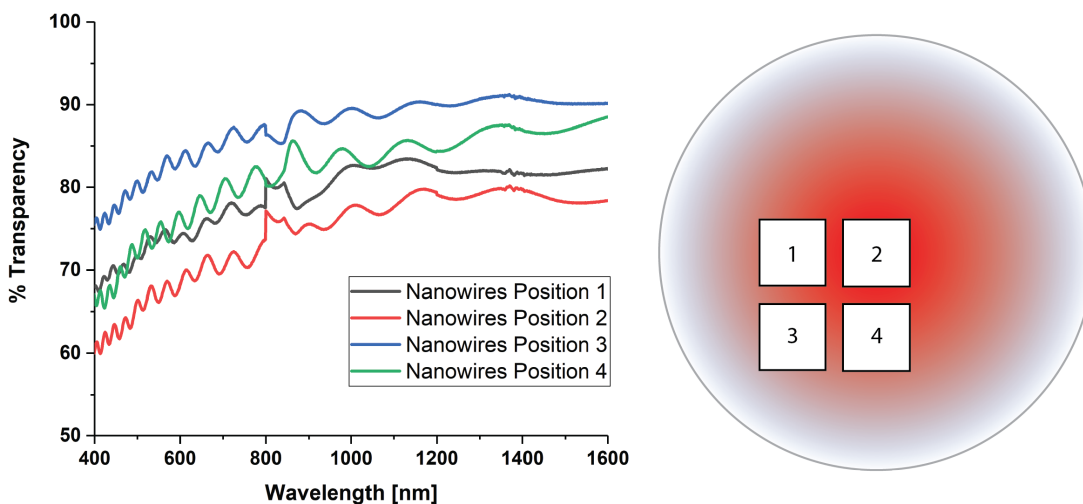 % Transparency
100
90
80
70
60
50
400
600
800
1000
1200
1400
1600
Wavelength [nm]
Nanowires Position 1
Nanowires Position 2
Nanowires Position 3
Nanowires Position 4
1
2
3
4